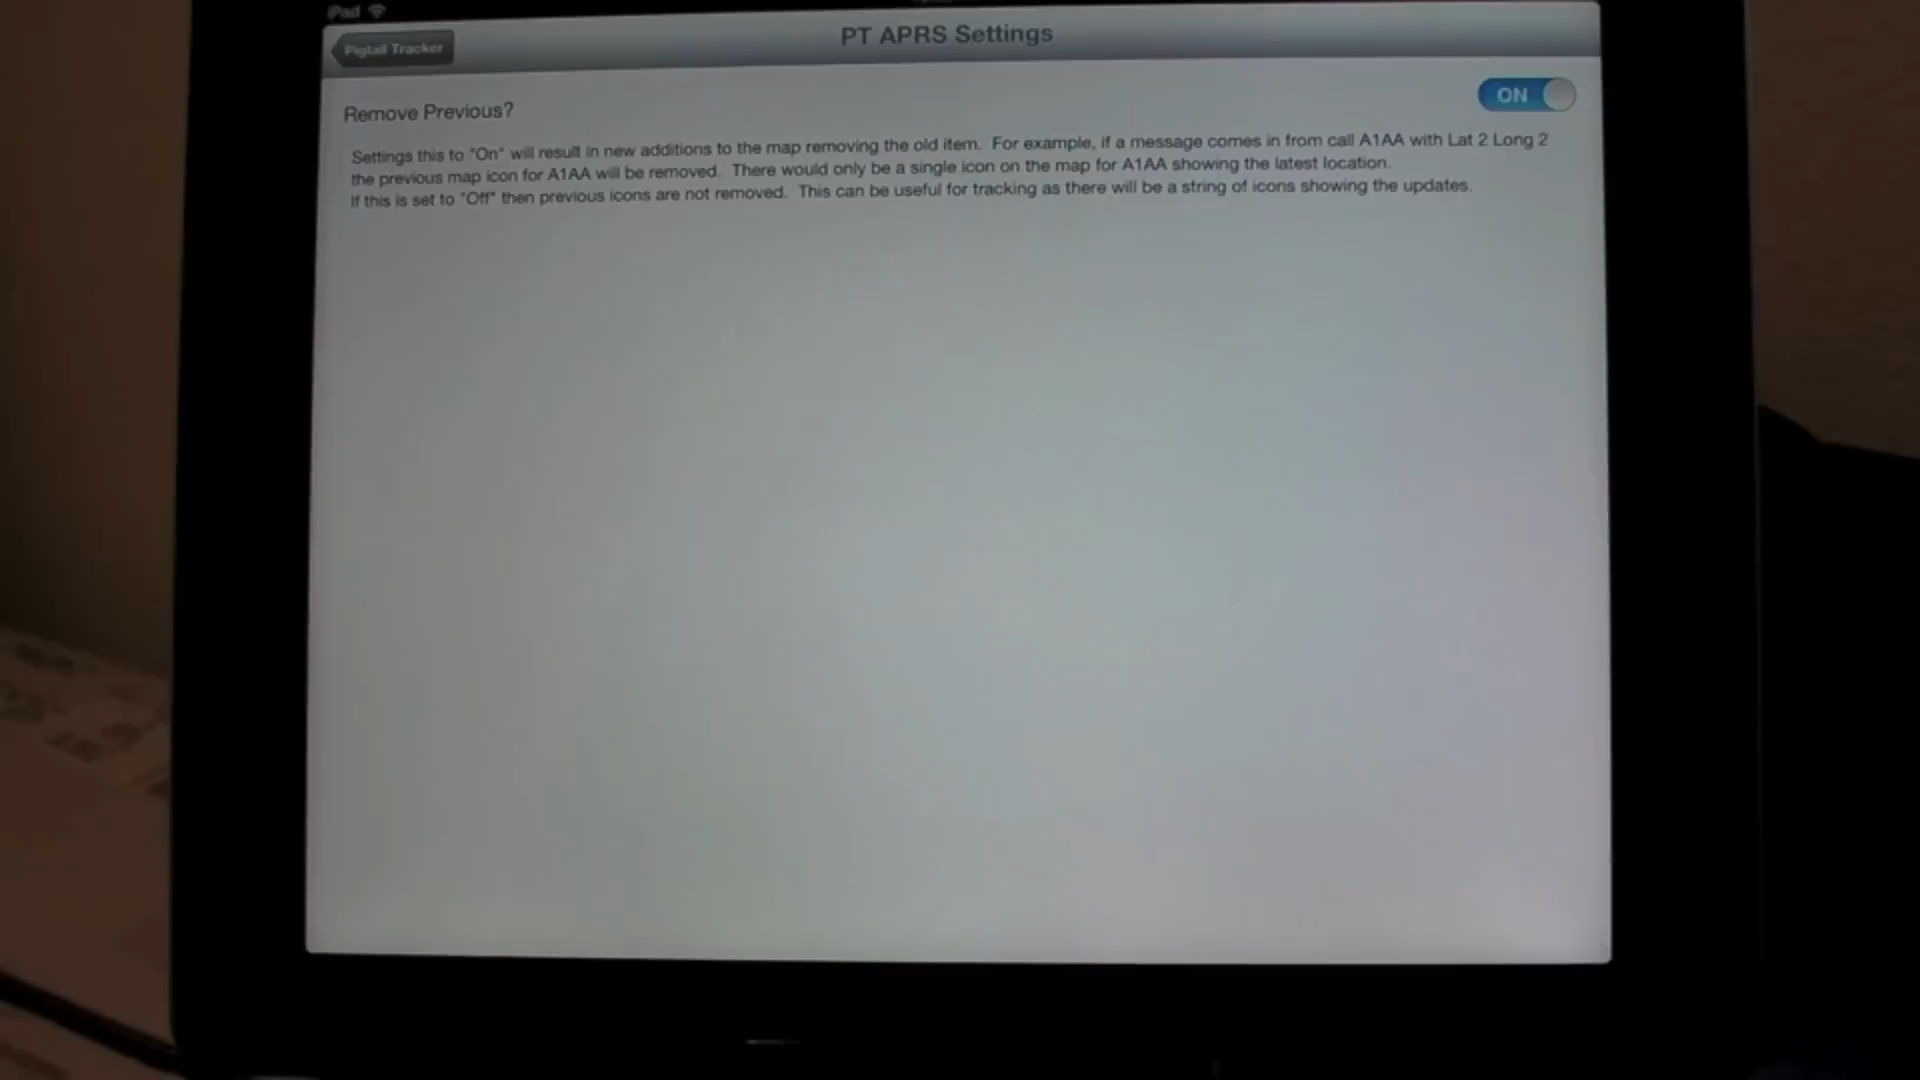 iPad
Pigtail Tracker
PT APRS Settings
Remove Previous?
ON
Settings this to "On" will result in new additions to the map removing the old item. For example, if a message comes in from call A1AA with Lat 2 Long 2
the previous map icon for A1AA will be removed. There would only be a single icon on the map for A1AA showing the latest location.
If this is set to "Off" then previous icons are not removed. This can be useful for tracking as there will be a string of icons showing the updates.